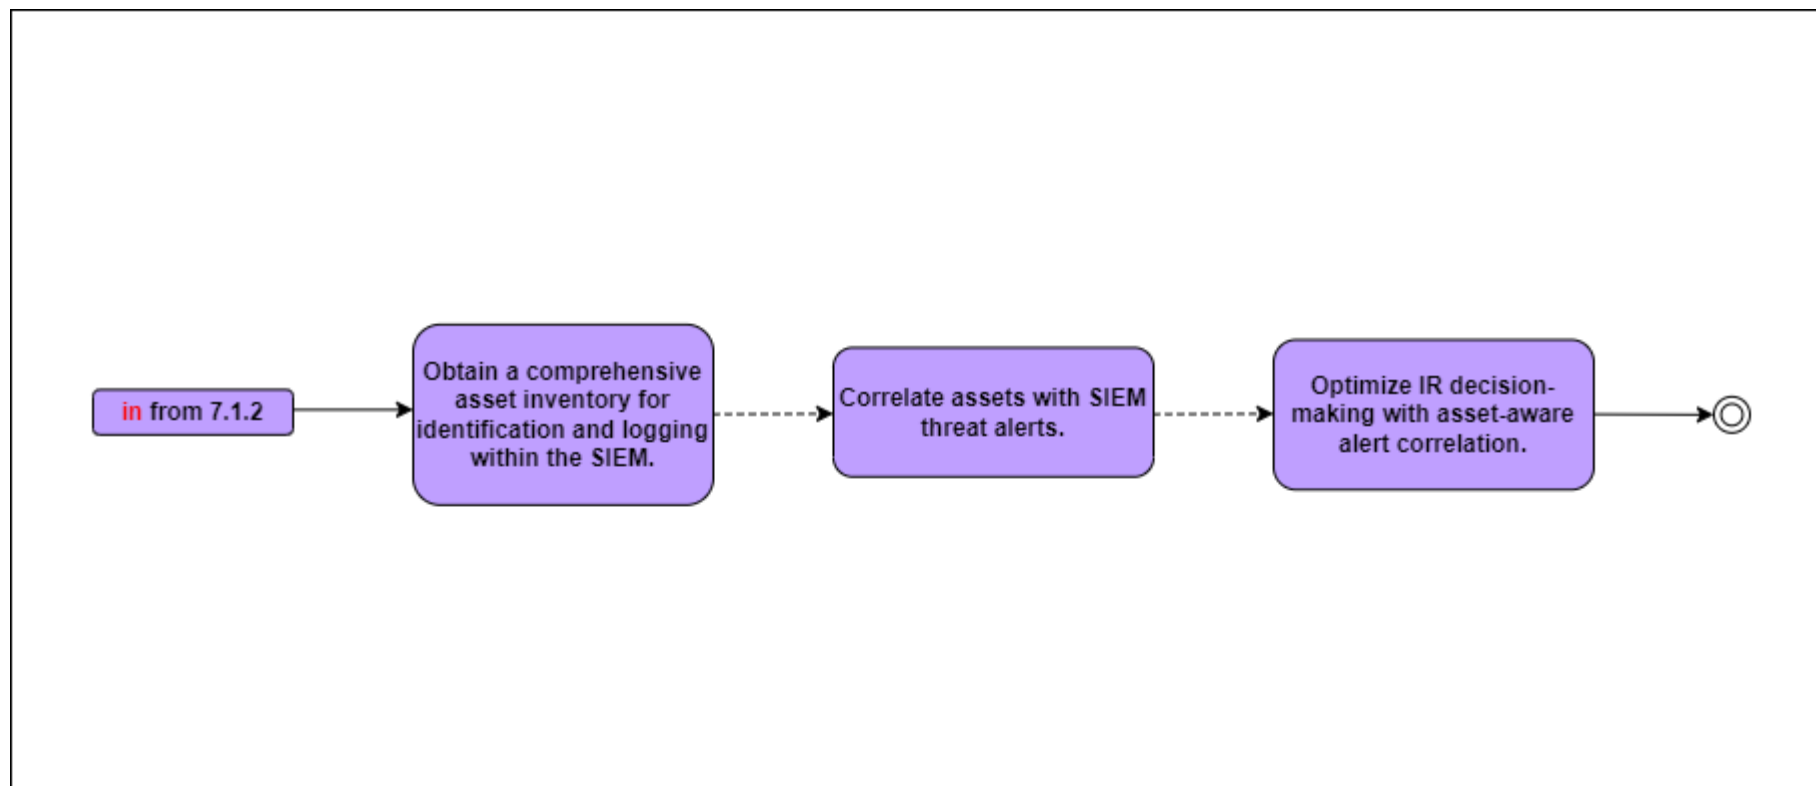 in from 7.1.2
Obtain a comprehensive
asset inventory for
identification and logging
within the SIEM.
Correlate assets with SIEM
threat alerts.
Optimize IR decision-
making with asset-aware
alert correlation.